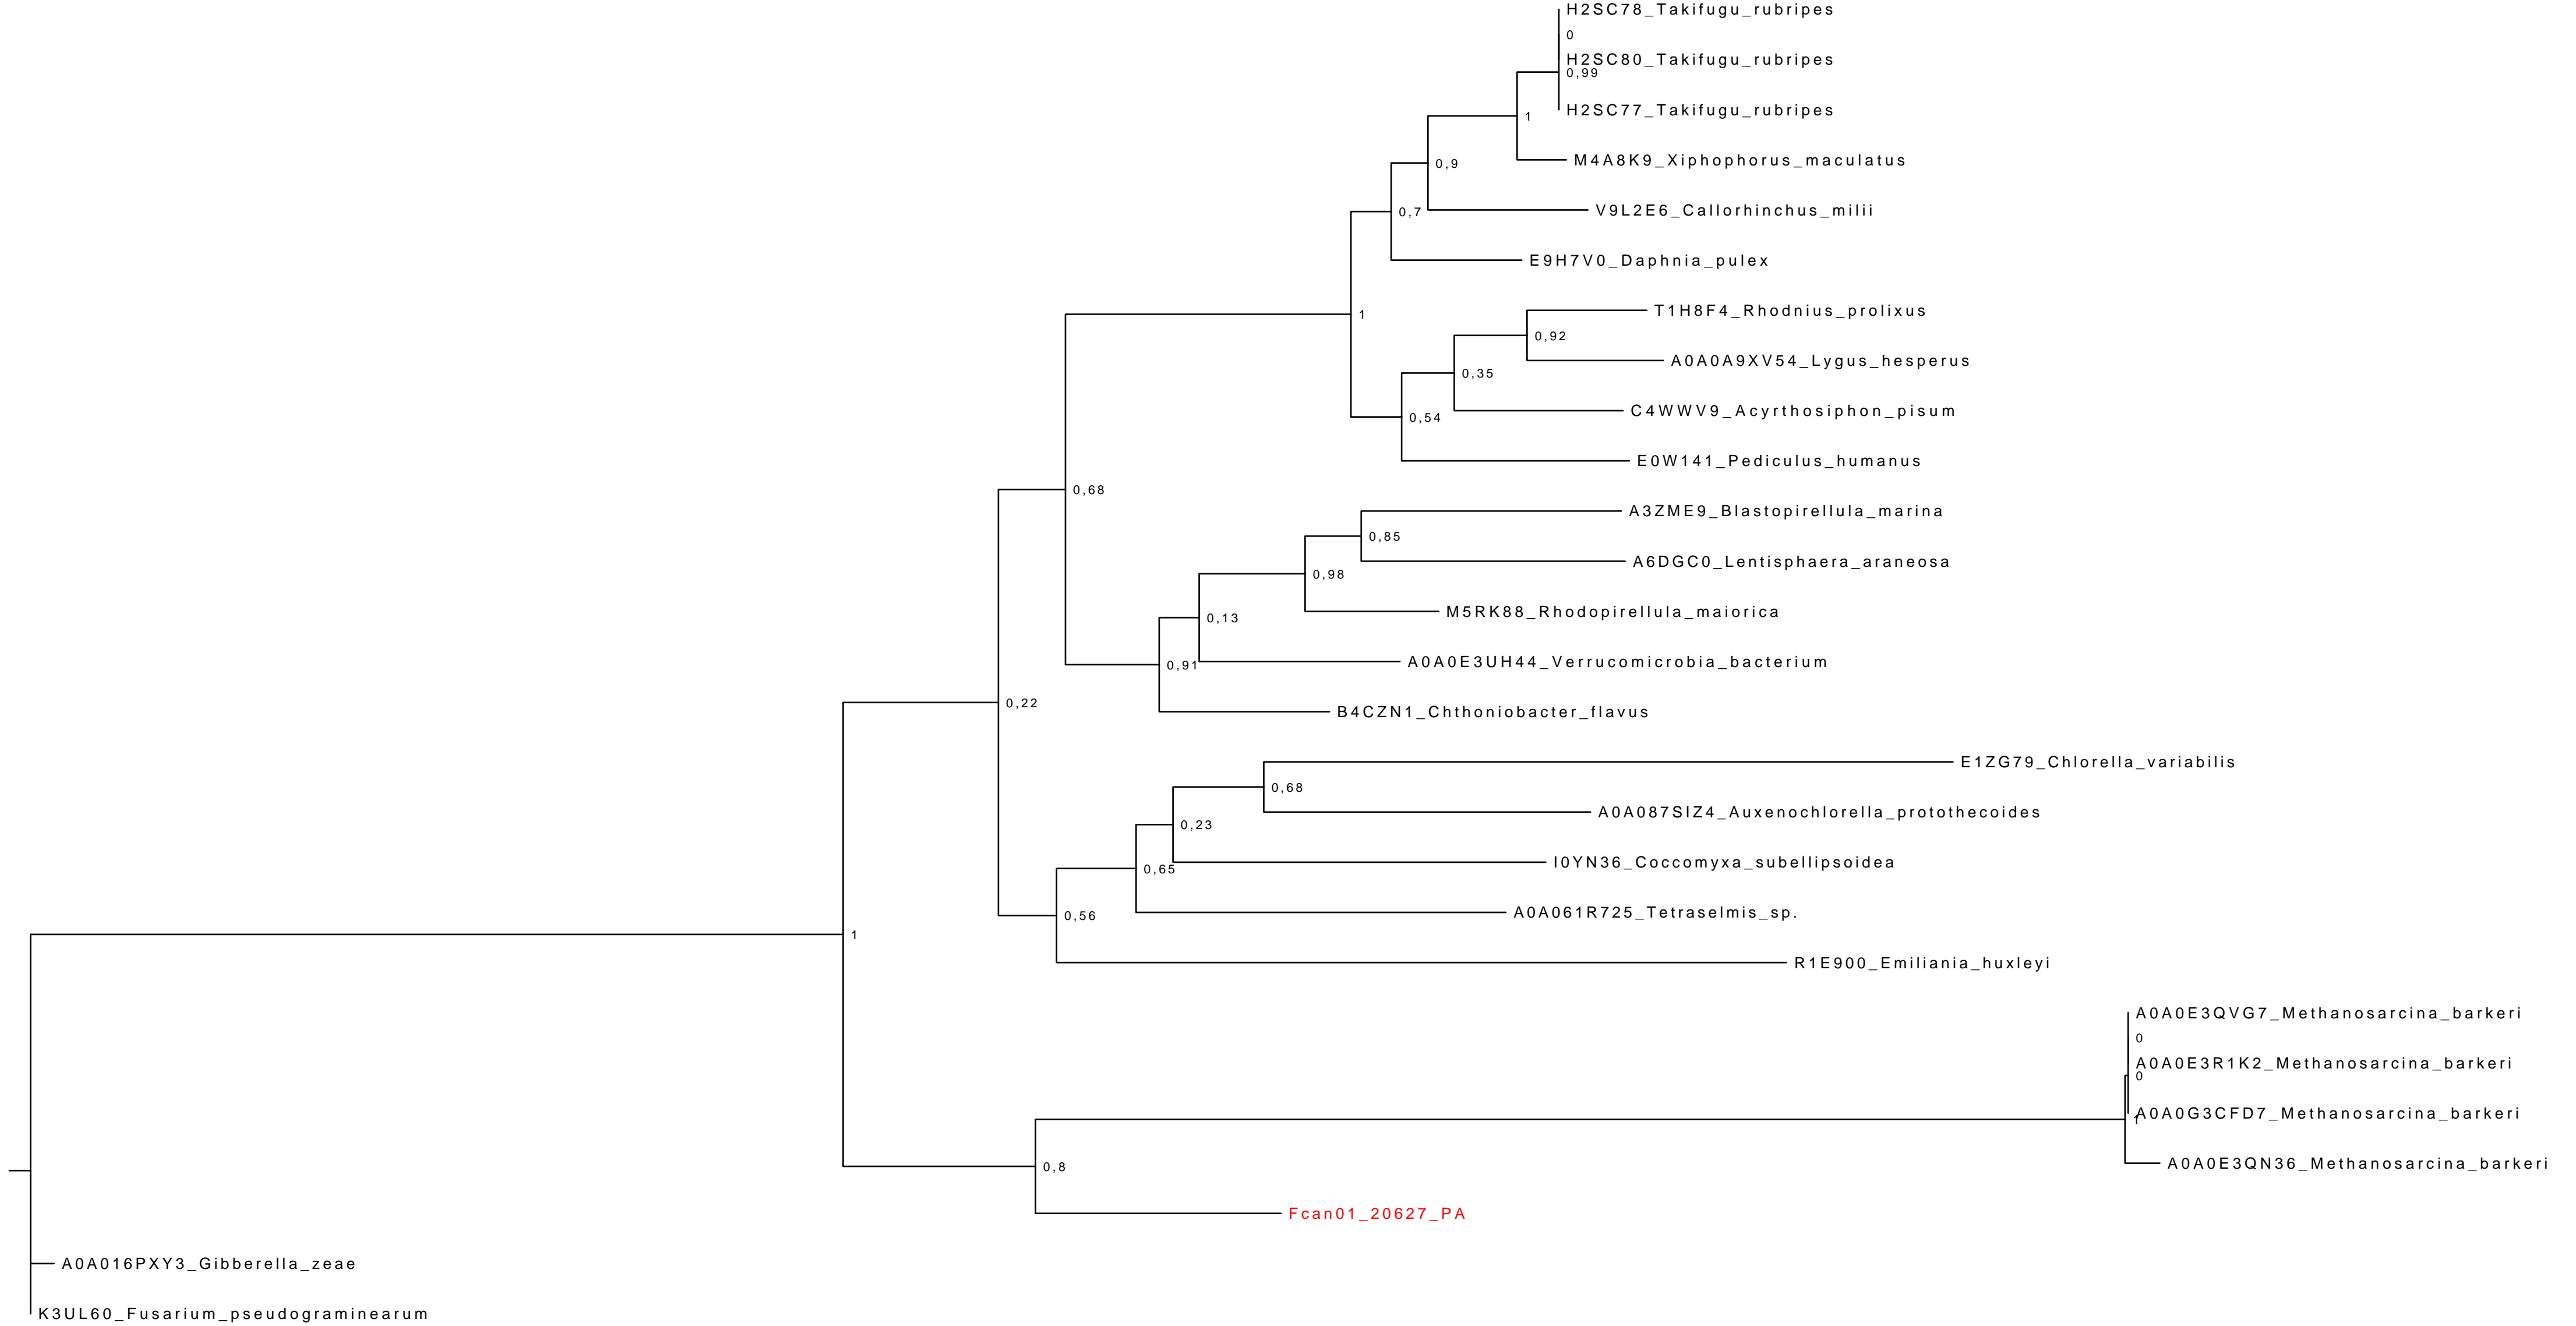 H2SC78_Takifugu_rubripes
0
H2SC80_Takifugu_rubripes
0,99
H2SC77_Takifugu_rubripes
1
M4A8K9_Xiphophorus_maculatus
0,9
V9L2E6_Callorhinchus_milii
0,7
E9H7V0_Daphnia_pulex
T1H8F4_Rhodnius_prolixus
1
0,92
A0A0A9XV54_Lygus_hesperus
0,35
C4WWV9_Acyrthosiphon_pisum
0,54
E0W141_Pediculus_humanus
0,68
A3ZME9_Blastopirellula_marina
0,85
A6DGC0_Lentisphaera_araneosa
0,98
M5RK88_Rhodopirellula_maiorica
0,13
A0A0E3UH44_Verrucomicrobia_bacterium
0,91
0,22
B4CZN1_Chthoniobacter_flavus
E1ZG79_Chlorella_variabilis
0,68
A0A087SIZ4_Auxenochlorella_protothecoides
0,23
I0YN36_Coccomyxa_subellipsoidea
0,65
A0A061R725_Tetraselmis_sp.
0,56
1
R1E900_Emiliania_huxleyi
A0A0E3QVG7_Methanosarcina_barkeri
0
A0A0E3R1K2_Methanosarcina_barkeri
0
A0A0G3CFD7_Methanosarcina_barkeri
1
A0A0E3QN36_Methanosarcina_barkeri
0,8
Fcan01_20627_PA
A0A016PXY3_Gibberella_zeae
K3UL60_Fusarium_pseudograminearum